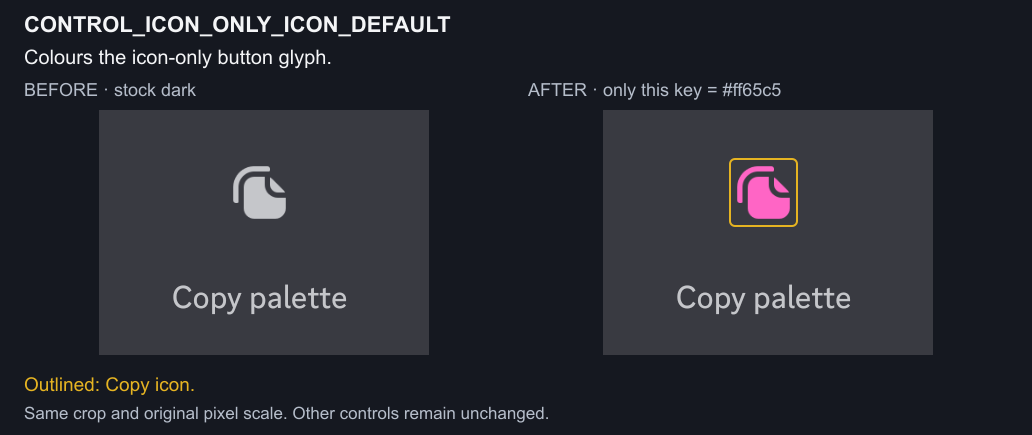 CONTROL_ICON_ONLY_ICON_DEFAULT
Colours the icon-only button glyph.
BEFORE · stock dark
AFTER · only this key = #ff65c5
Copy palette
Copy palette
Outlined: Copy icon.
Same crop and original pixel scale. Other controls remain unchanged.